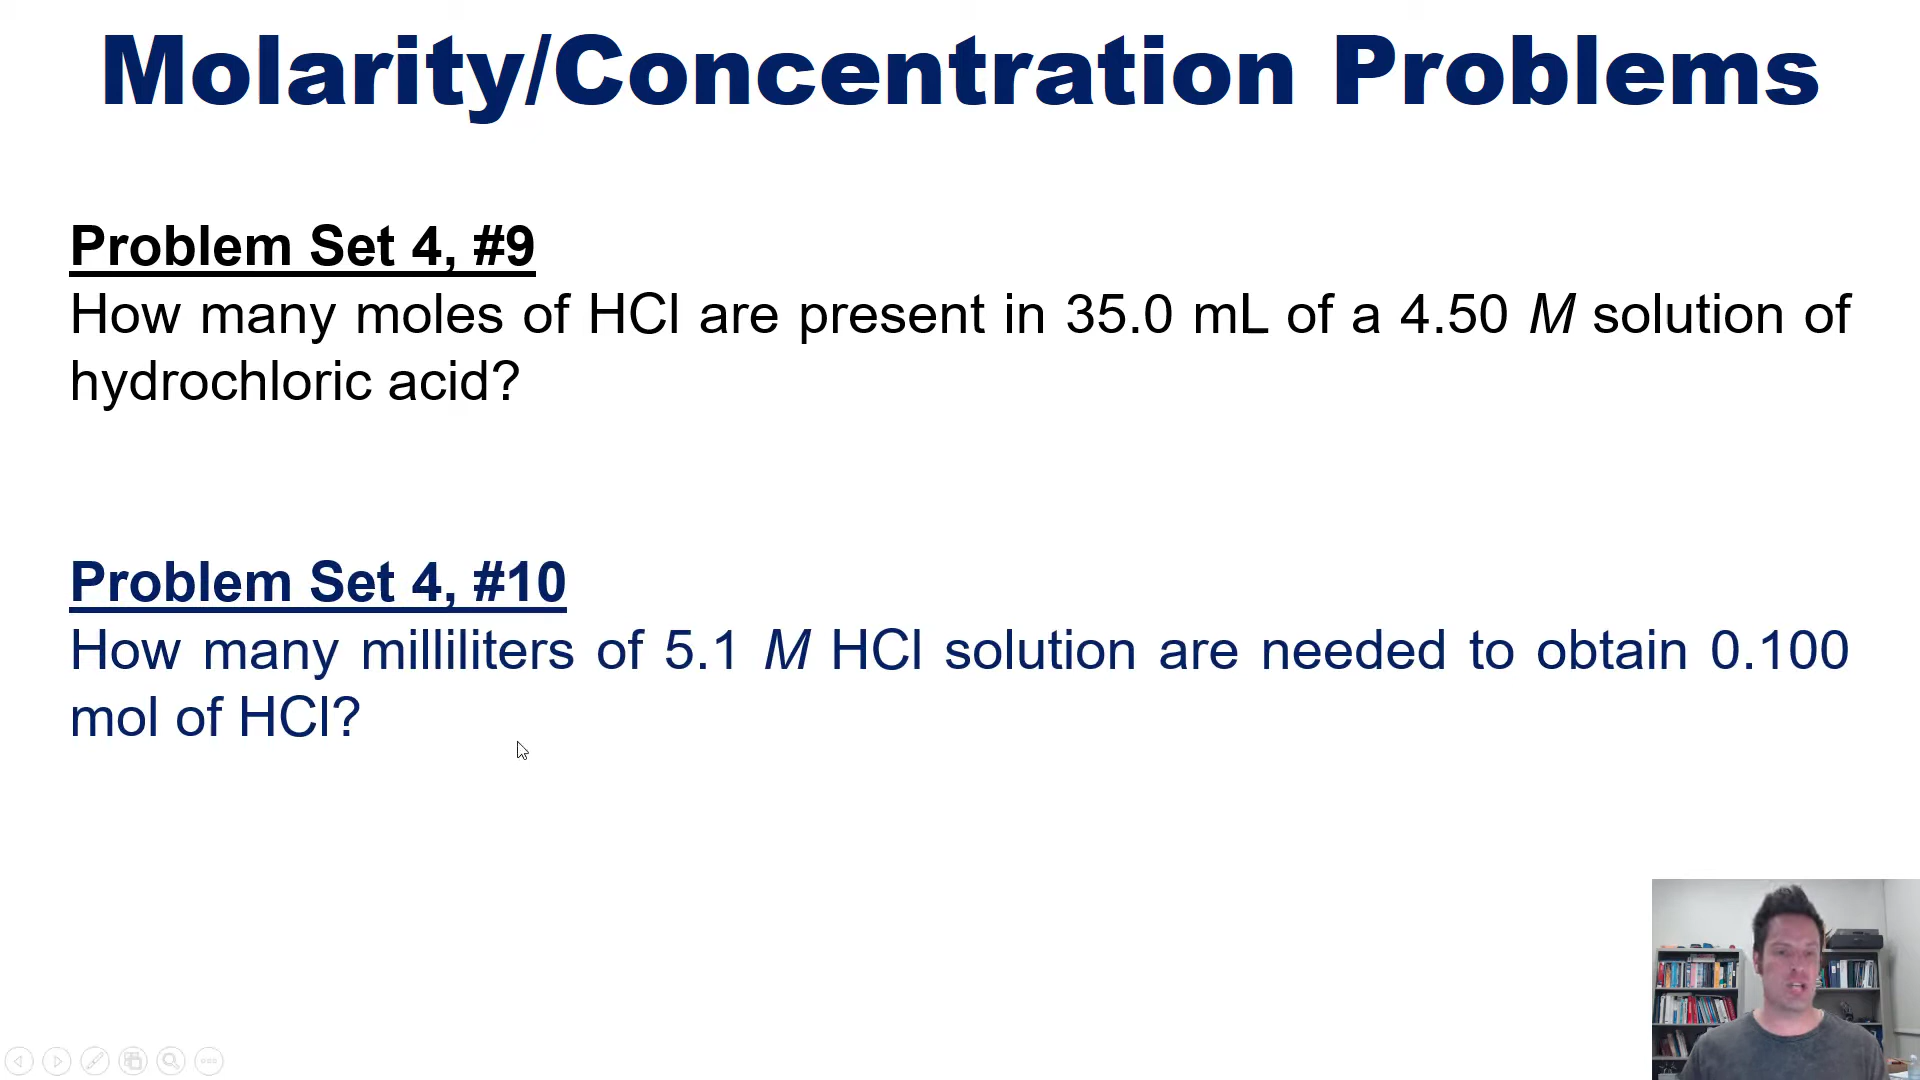 Molarity/Concentration Problems
Problem Set 4, #9
How many moles of HCl are present in 35.0 mL of a 4.50 M solution of
hydrochloric acid?
Problem Set 4, #10
How many milliliters of 5.1 M HCl solution are needed to obtain 0.100
mol of HCl?